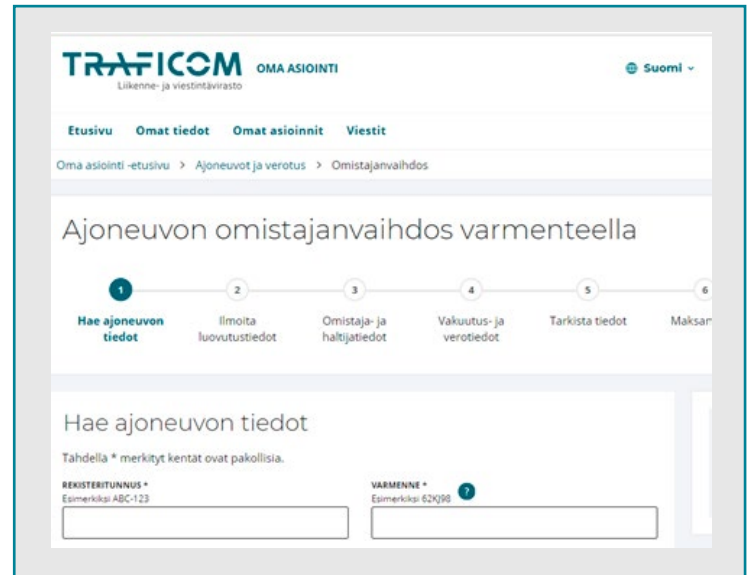 TRAFICOM OMA ASIOINTI Suomi
Liikenne- ja viestintävirasto
Etusivu Omat tiedot Omat asioinnit Viestit
Oma asiointi -etusivu > Ajoneuvot ja verotus > Omistajanvaihdos
Ajoneuvon omistajanvaihdos varmenteella
1 2 3 4 5 6
Hae ajoneuvon Ilmoita Omistaja- ja Vakuutus- ja Tarkista tiedot
tiedot luovutustiedot haltijatiedot verotiedot
Hae ajoneuvon tiedot
Tähdellä * merkityt kentät ovat pakollisia.
REKISTERITUNNUS * VARMENNE *
Esimerkiksi ABC-123 Esimerkiksi 62KJ98 ?